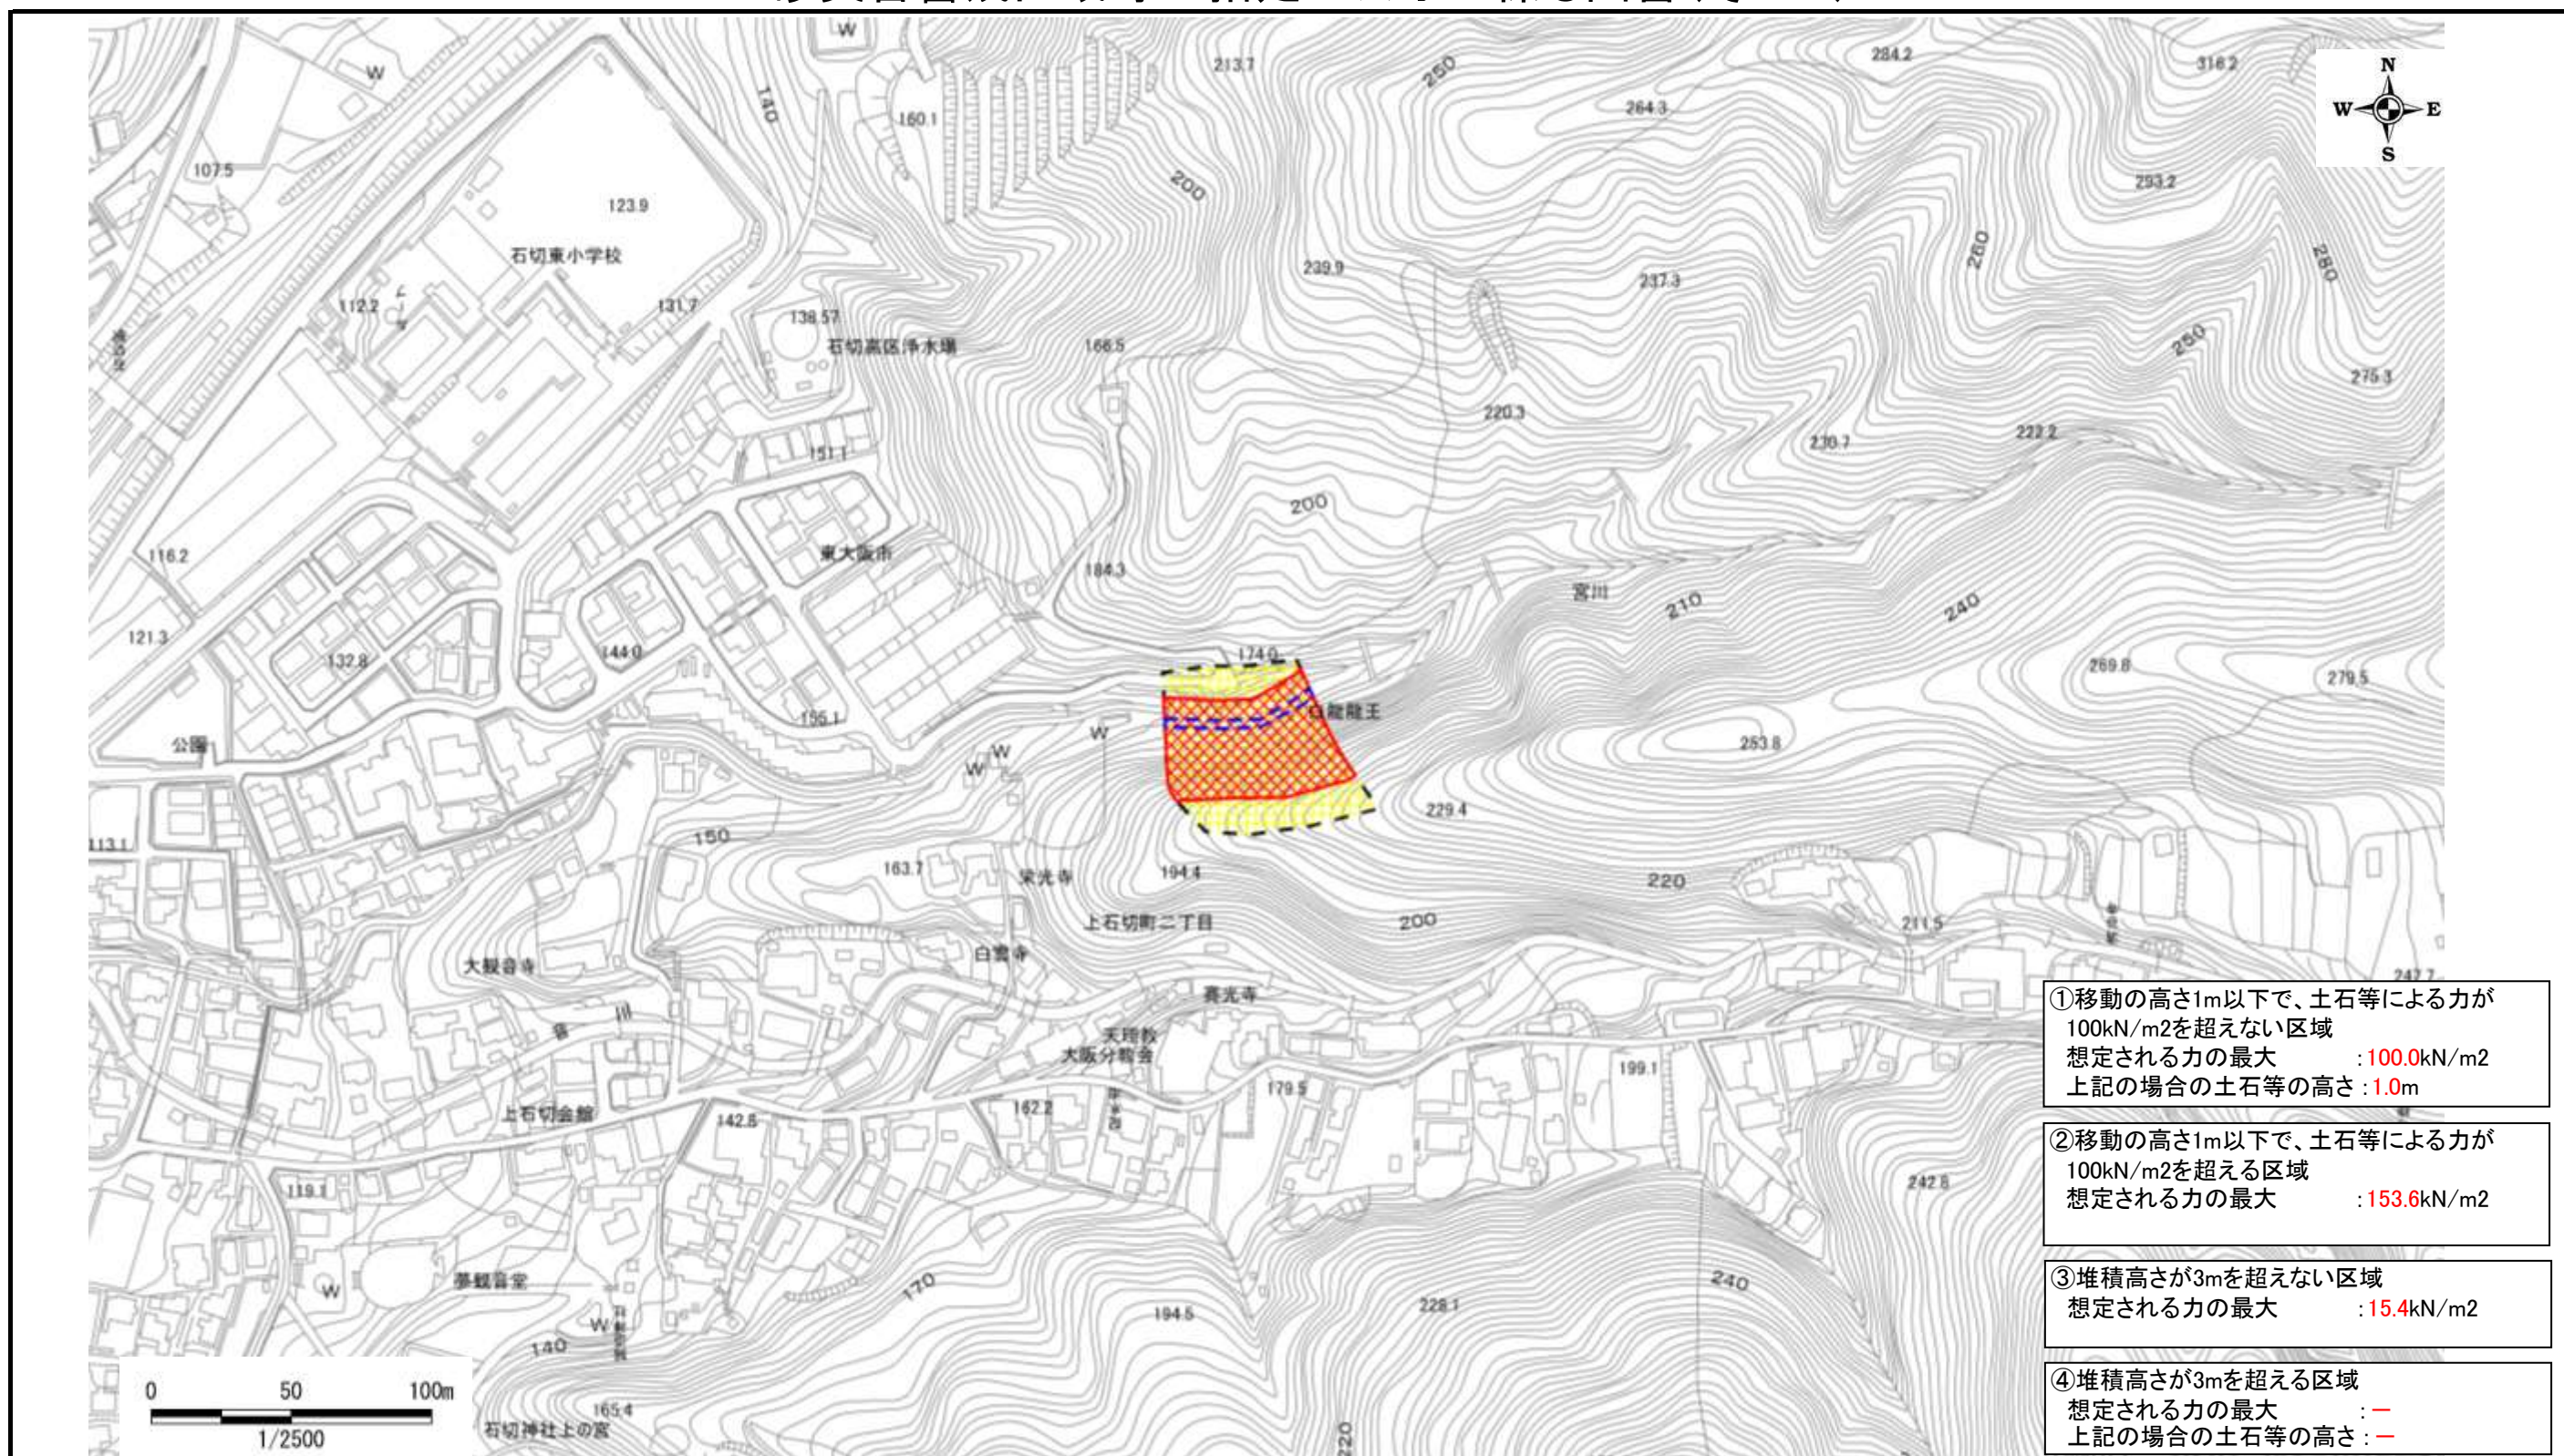 W
W
213.7
250
284.2
316.2
N
W
E
S
140
160.1
264.3
107.5
200
293.2
123.9
石切東小学校
239.9
237.3
260
280
112.2
プール
131.7
138.57
石切高区浄水場
166.5
250
275.3
220.3
151.1
230.7
222.2
200
116.2
東大阪市
184.3
宮川
210
240
121.3
132.8
144.0
174.0
269.8
279.5
白龍龍王
155.1
W
公園
W
W
253.8
229.4
113.1
150
163.7
栄光寺
194.4
220
上石切町二丁目
200
211.5
大観音寺
白雲寺
247.7
川
天理教
大阪分教会
199.1
179.5
162.2
上石切会館
142.8
119.1
242.8
夢観音堂
W
170
240
194.5
228.1
W
140
165.4
石切神社上の宮
220
0 50 100m
1/2500
①移動の高さ1m以下で、土石等による力が
100kN/m2を超えない区域
想定される力の最大 :100.0kN/m2
上記の場合の土石等の高さ:1.0m
②移動の高さ1m以下で、土石等による力が
100kN/m2を超える区域
想定される力の最大 :153.6kN/m2
③堆積高さが3mを超えない区域
想定される力の最大 :15.4kN/m2
④堆積高さが3mを超える区域
想定される力の最大 :－
上記の場合の土石等の高さ:－